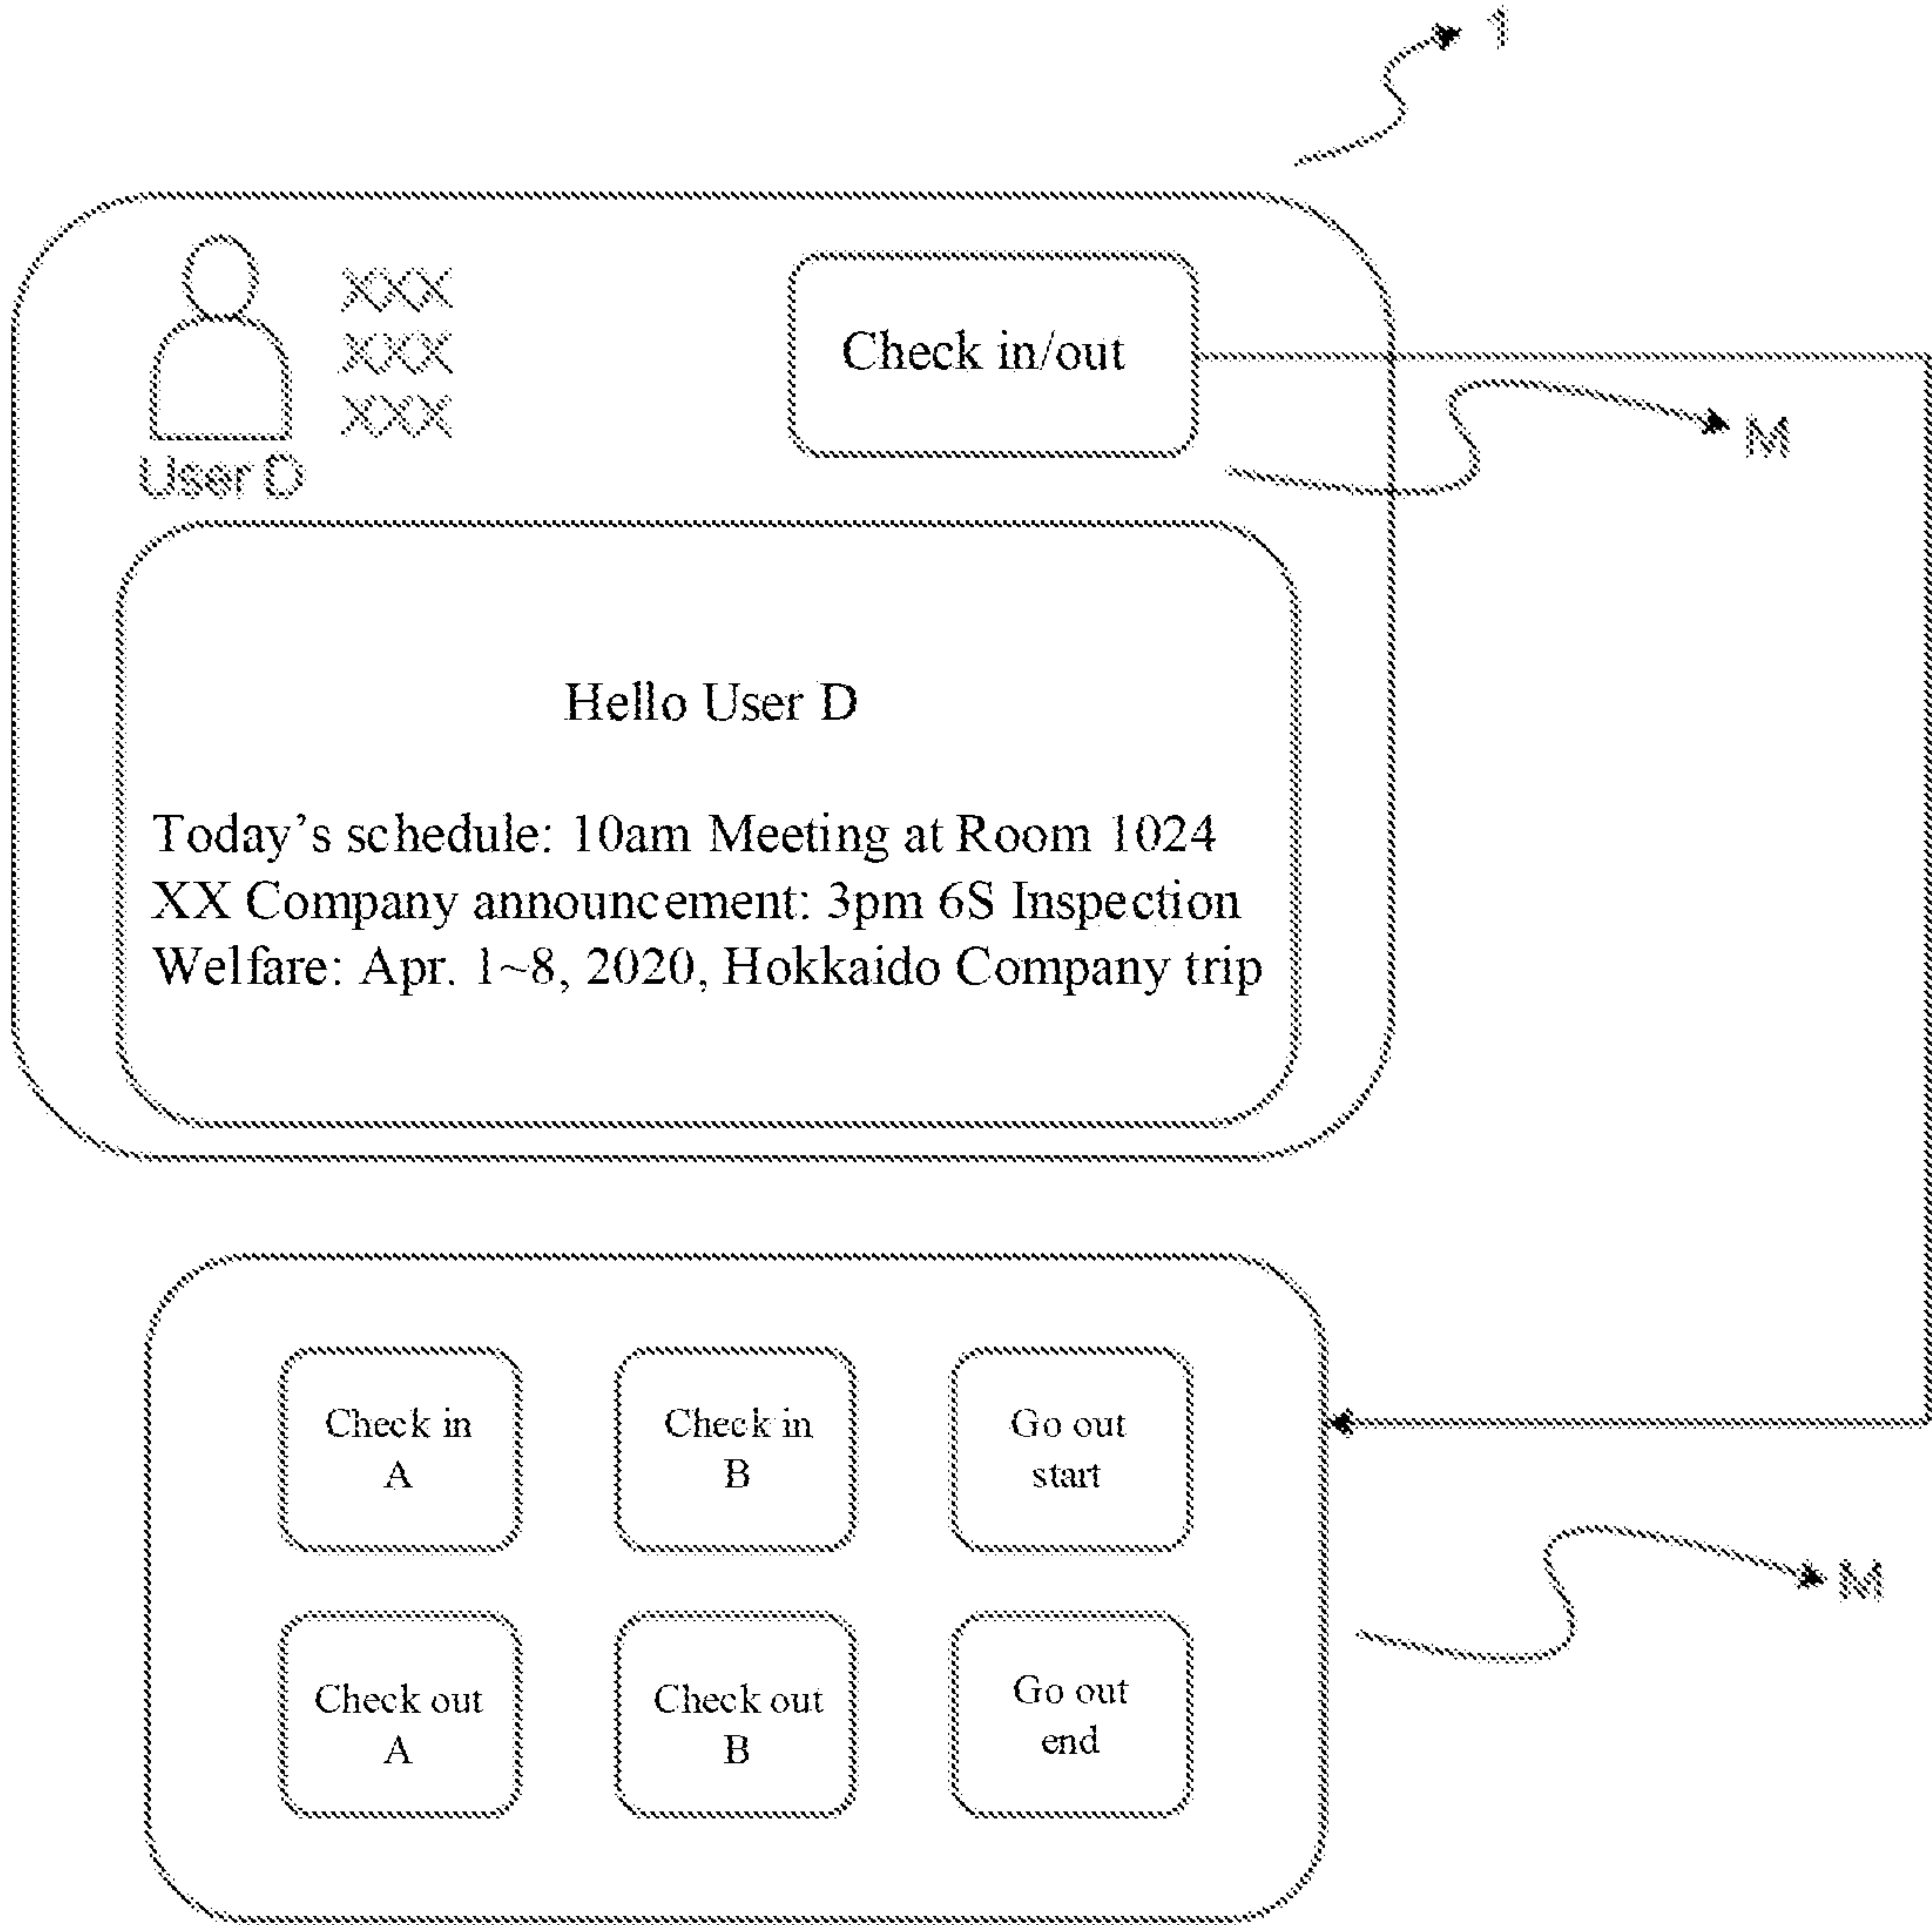 1
XXX
XXX
XXX
User D
Check in/out
M
Hello User D
Today’s schedule: 10am Meeting at Room 1024
XX Company announcement: 3pm 6S Inspection
Welfare: Apr. 1~8, 2020, Hokkaido Company trip
Check in
A
Check in
B
Go out
start
Check out
A
Check out
B
Go out
end
M